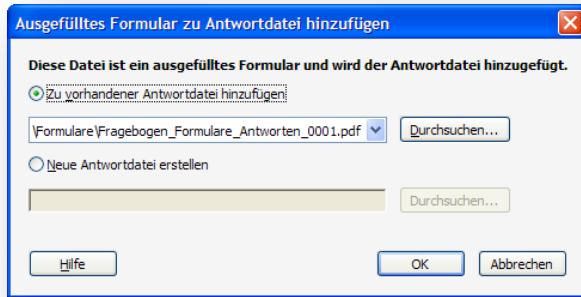 Ausgefülltes Formular zu Antwortdatei hinzufügen
Diese Datei ist ein ausgefülltes Formular und wird der Antwortdatei hinzugefügt.
Zu vorhandener Antwortdatei hinzufügen
\Formulare\Fragebogen_Formulare_Antworten_0001.pdf Durchsuchen...
Neue Antwortdatei erstellen
Durchsuchen...
Hilfe OK Abbrechen